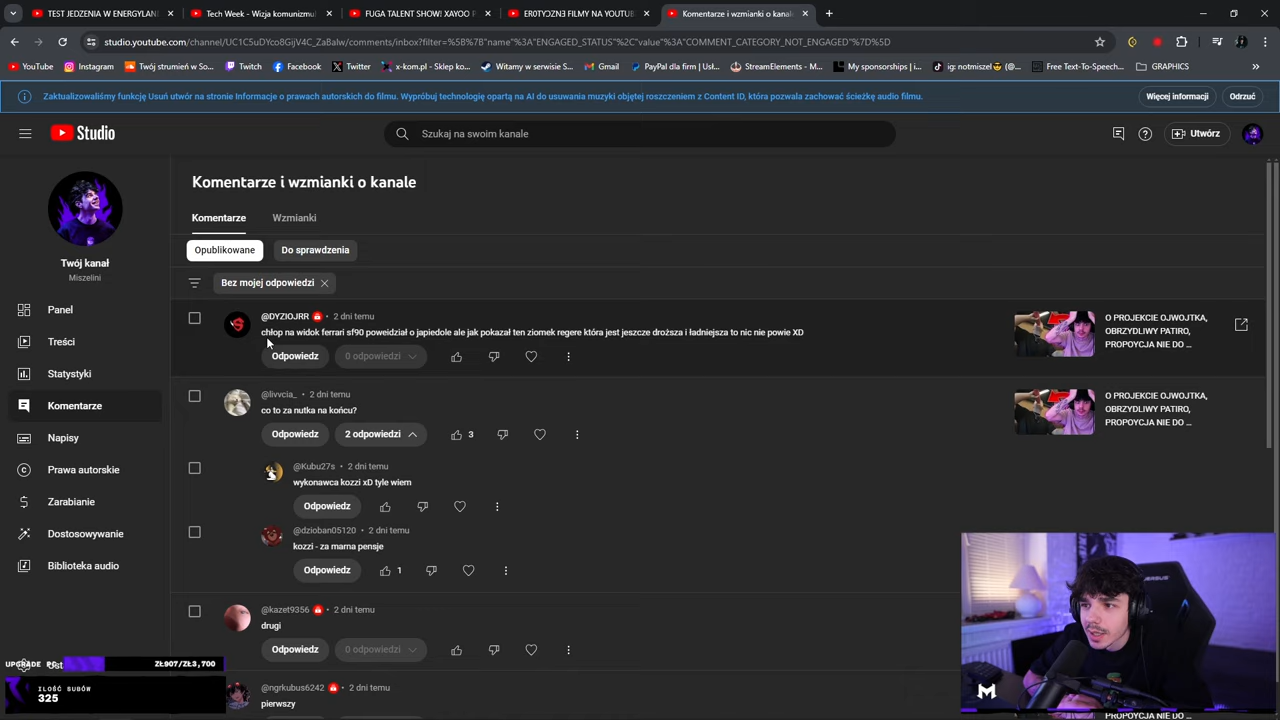 TEST JEDZENIA W ENERGYLAN
Tech Week - Wizja komunizmu
FUGA TALENT SHOW! XAYOO
ER0TYCZN3 FILMY NA YOUTUB
Komentarze i wzmianki o kanale
studio.youtube.com/channel/UC1C5uDYco8GijV4C_ZaBaIw/comments/inbox?filter=%5B%7B"name"%3A"ENGAGED_STATUS"%2C"value"%3A"COMMENT_CATEGORY_NOT_ENGAGED"%7D%5D
YouTube
Instagram
Twój strumień w So...
Twitch
Facebook
Twitter
x-kom.pl - Sklep ko...
Witamy w serwisie S...
Gmail
PayPal dla firm | Usłu...
StreamElements - M...
My sponsorships | i...
ig: notmisel😎 (@...
Free Text-To-Speech...
GRAPHICS
Zaktualizowaliśmy funkcję Usuń utwór na stronie Informacje o prawach autorskich do filmu. Wypróbuj technologię opartą na AI do usuwania muzyki objętej roszczeniem z Content ID, która pozwala zachować ścieżkę audio filmu.
Więcej informacji
Odrzuć
Studio
Szukaj na swoim kanale
Utwórz
Twój kanał
Miszelini
Panel
Treści
Statystyki
Komentarze
Napisy
Prawa autorskie
Zarabianie
Dostosowywanie
Biblioteka audio
UPGRADE PC
ZŁ907/ZŁ3,700
ILOŚĆ SUBÓW
325
Komentarze i wzmianki o kanale
Komentarze
Wzmianki
Opublikowane
Do sprawdzenia
Bez mojej odpowiedzi
@DYZIOJRR • 2 dni temu
chłop na widok ferrari sf90 poweidział o japiedole ale jak pokazał ten ziomek regere która jest jeszcze droższa i ładniejsza to nic nie powie XD
Odpowiedz
0 odpowiedzi
O PROJEKCIE OJWOJTKA,
OBRZYDLIWY PATIRO,
PROPOYCJA NIE DO ...
@livvcia_ • 2 dni temu
co to za nutka na końcu?
Odpowiedz
2 odpowiedzi
3
O PROJEKCIE OJWOJTKA,
OBRZYDLIWY PATIRO,
PROPOYCJA NIE DO ...
@Kubu27s • 2 dni temu
wykonawca kozzi xD tyle wiem
Odpowiedz
@dzioban05120 • 2 dni temu
kozzi - za marna pensje
Odpowiedz
1
@kazet9356 • 2 dni temu
drugi
Odpowiedz
0 odpowiedzi
@ngrkubus6242 • 2 dni temu
pierwszy